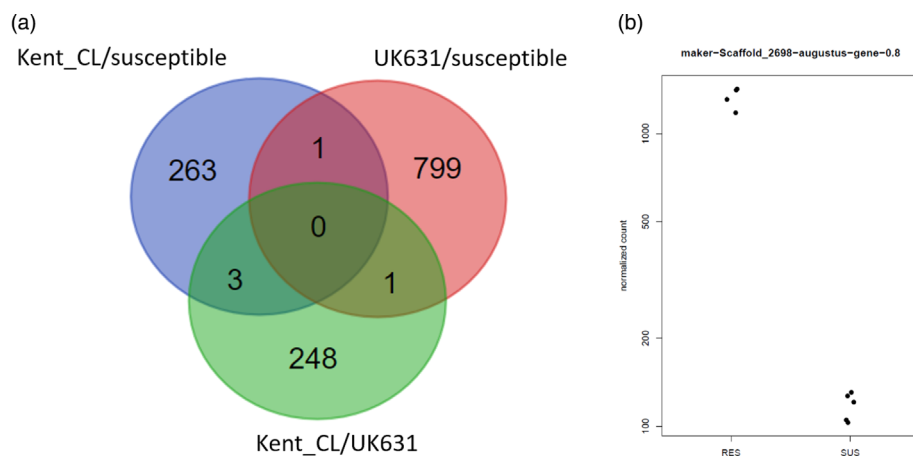 (a)
Kent_CL/susceptible
UK631/susceptible
263
1
799
0
3
1
248
Kent_CL/UK631
(b)
maker−Scaffold_2698−augustus−gene−0.8
normalized count
1000
500
200
100
RES
SUS